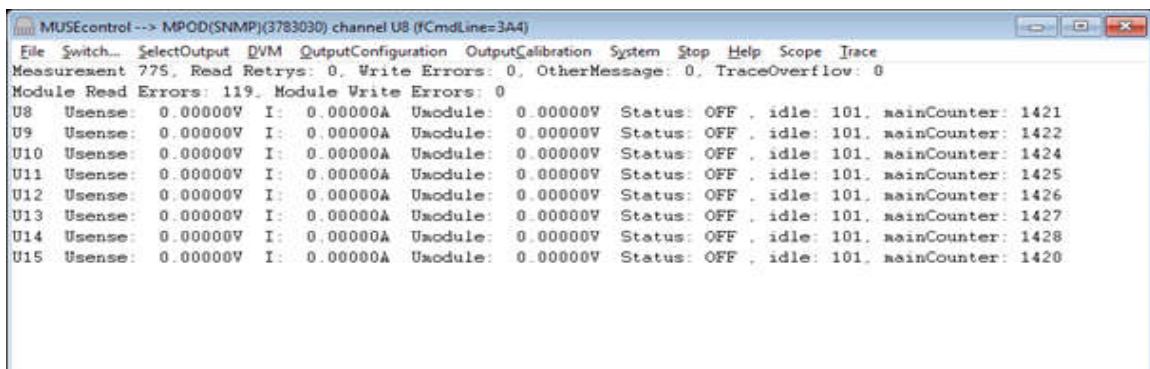 MUSEcontrol --> MPOD(SNMP)(3783030) channel U8 (fCmdLine=3A4)
File Switch... SelectOutput DVM OutputConfiguration OutputCalibration System Stop Help Scope Trace
Measurement 775, Read Retrys: 0, Write Errors: 0, OtherMessage: 0, TraceOverflow: 0
Module Read Errors: 119, Module Write Errors: 0
U8 Usense: 0.00000V I: 0.00000A Umodule: 0.00000V Status: OFF , idle: 101, mainCounter: 1421
U9 Usense: 0.00000V I: 0.00000A Umodule: 0.00000V Status: OFF , idle: 101, mainCounter: 1422
U10 Usense: 0.00000V I: 0.00000A Umodule: 0.00000V Status: OFF , idle: 101, mainCounter: 1424
U11 Usense: 0.00000V I: 0.00000A Umodule: 0.00000V Status: OFF , idle: 101, mainCounter: 1425
U12 Usense: 0.00000V I: 0.00000A Umodule: 0.00000V Status: OFF , idle: 101, mainCounter: 1426
U13 Usense: 0.00000V I: 0.00000A Umodule: 0.00000V Status: OFF , idle: 101, mainCounter: 1427
U14 Usense: 0.00000V I: 0.00000A Umodule: 0.00000V Status: OFF , idle: 101, mainCounter: 1428
U15 Usense: 0.00000V I: 0.00000A Umodule: 0.00000V Status: OFF , idle: 101, mainCounter: 1420